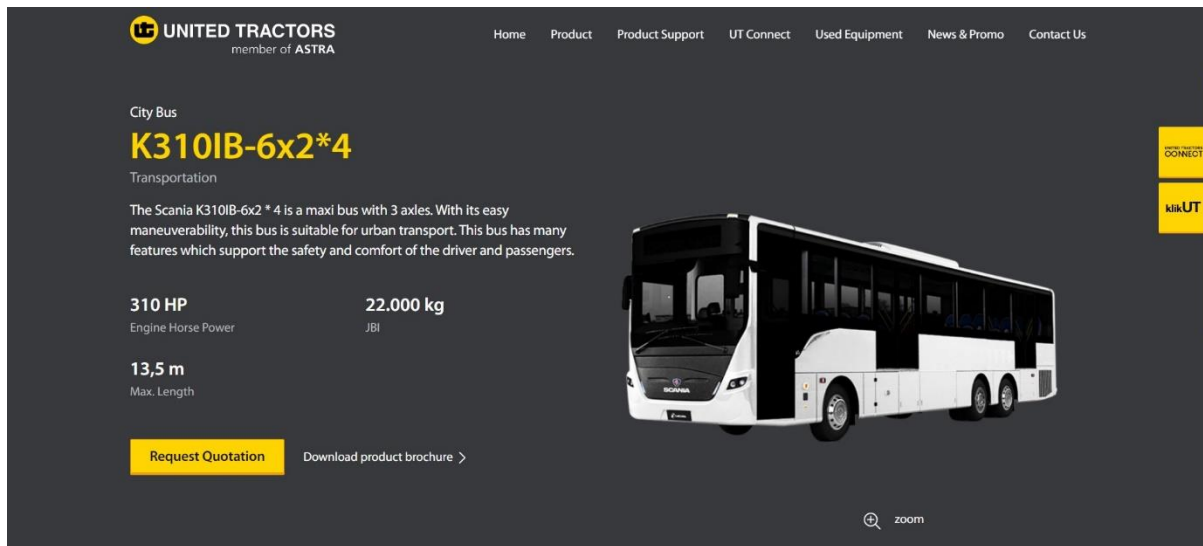 UNITED TRACTORS
member of ASTRA
Home Product Product Support UT Connect Used Equipment News & Promo Contact Us
City Bus
K310IB-6x2*4
Transportation
The Scania K310IB-6x2 * 4 is a maxi bus with 3 axles. With its easy
maneuverability, this bus is suitable for urban transport. This bus has many
features which support the safety and comfort of the driver and passengers.
310 HP
Engine Horse Power
22.000 kg
JBI
13,5 m
Max. Length
Request Quotation
Download product brochure >
SCANIA
UNITED TRACTORS
CONNECT
klikUT
zoom